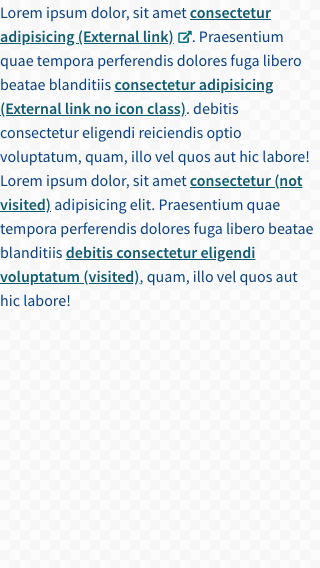 Lorem ipsum dolor, sit amet consectetur
adipisicing (External link) . Praesentium
quae tempora perferendis dolores fuga libero
beatae blanditiis consectetur adipisicing
(External link no icon class). debitis
consectetur eligendi reiciendis optio
voluptatum, quam, illo vel quos aut hic labore!
Lorem ipsum dolor, sit amet consectetur (not
visited) adipisicing elit. Praesentium quae
tempora perferendis dolores fuga libero beatae
blanditiis debitis consectetur eligendi
voluptatum (visited), quam, illo vel quos aut
hic labore!